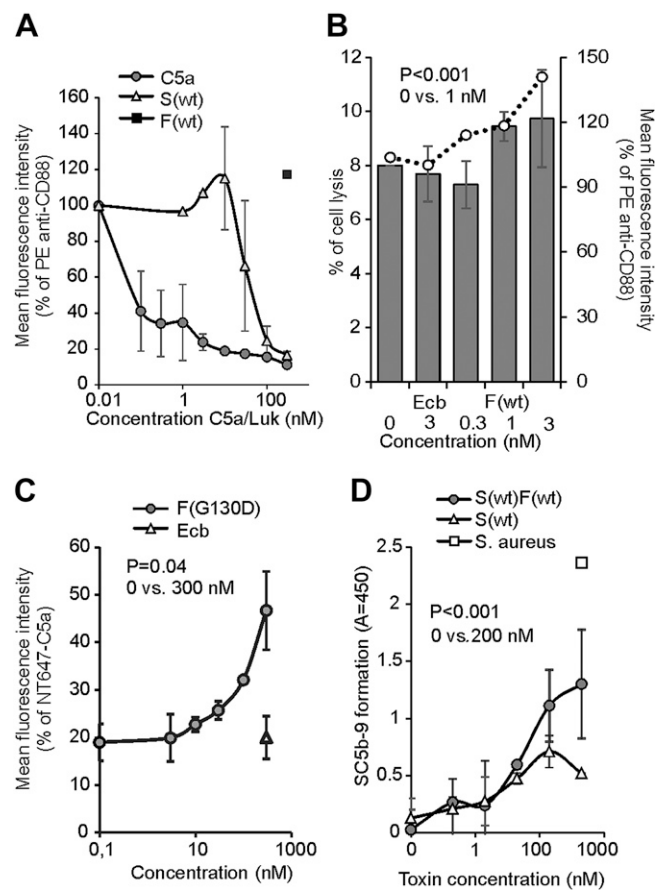 A
C5a
S(wt)
F(wt)
Mean fluorescence intensity
(% of PE anti-CD88)
160
140
120
100
80
60
40
20
0
0.01
1
100
Concentration C5a/Luk (nM)
B
P<0.001
0 vs. 1 nM
% of cell lysis
12
10
8
6
4
2
0
150
120
90
60
30
0
Mean fluorescence intensity
(% of PE anti-CD88)
Ecb F(wt)
0 3 0.3 1 3
Concentration (nM)
C
F(G130D)
Ecb
P=0.04
0 vs. 300 nM
Mean fluorescence intensity
(% of NT647-C5a)
60
50
40
30
20
10
0
0,1 10 1000
Concentration (nM)
D
S(wt)F(wt)
S(wt)
S. aureus
P<0.001
0 vs.200 nM
SC5b-9 formation (A=450)
2.5
2
1.5
1
0.5
0
0 1 10 100 1000
Toxin concentration (nM)